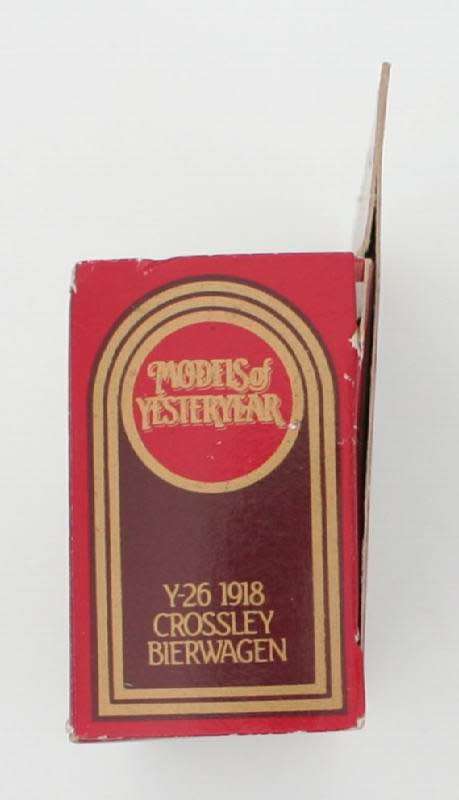 MODELS of
YESTERYEAR
Y-26 1918
CROSSLEY
BIERWAGEN